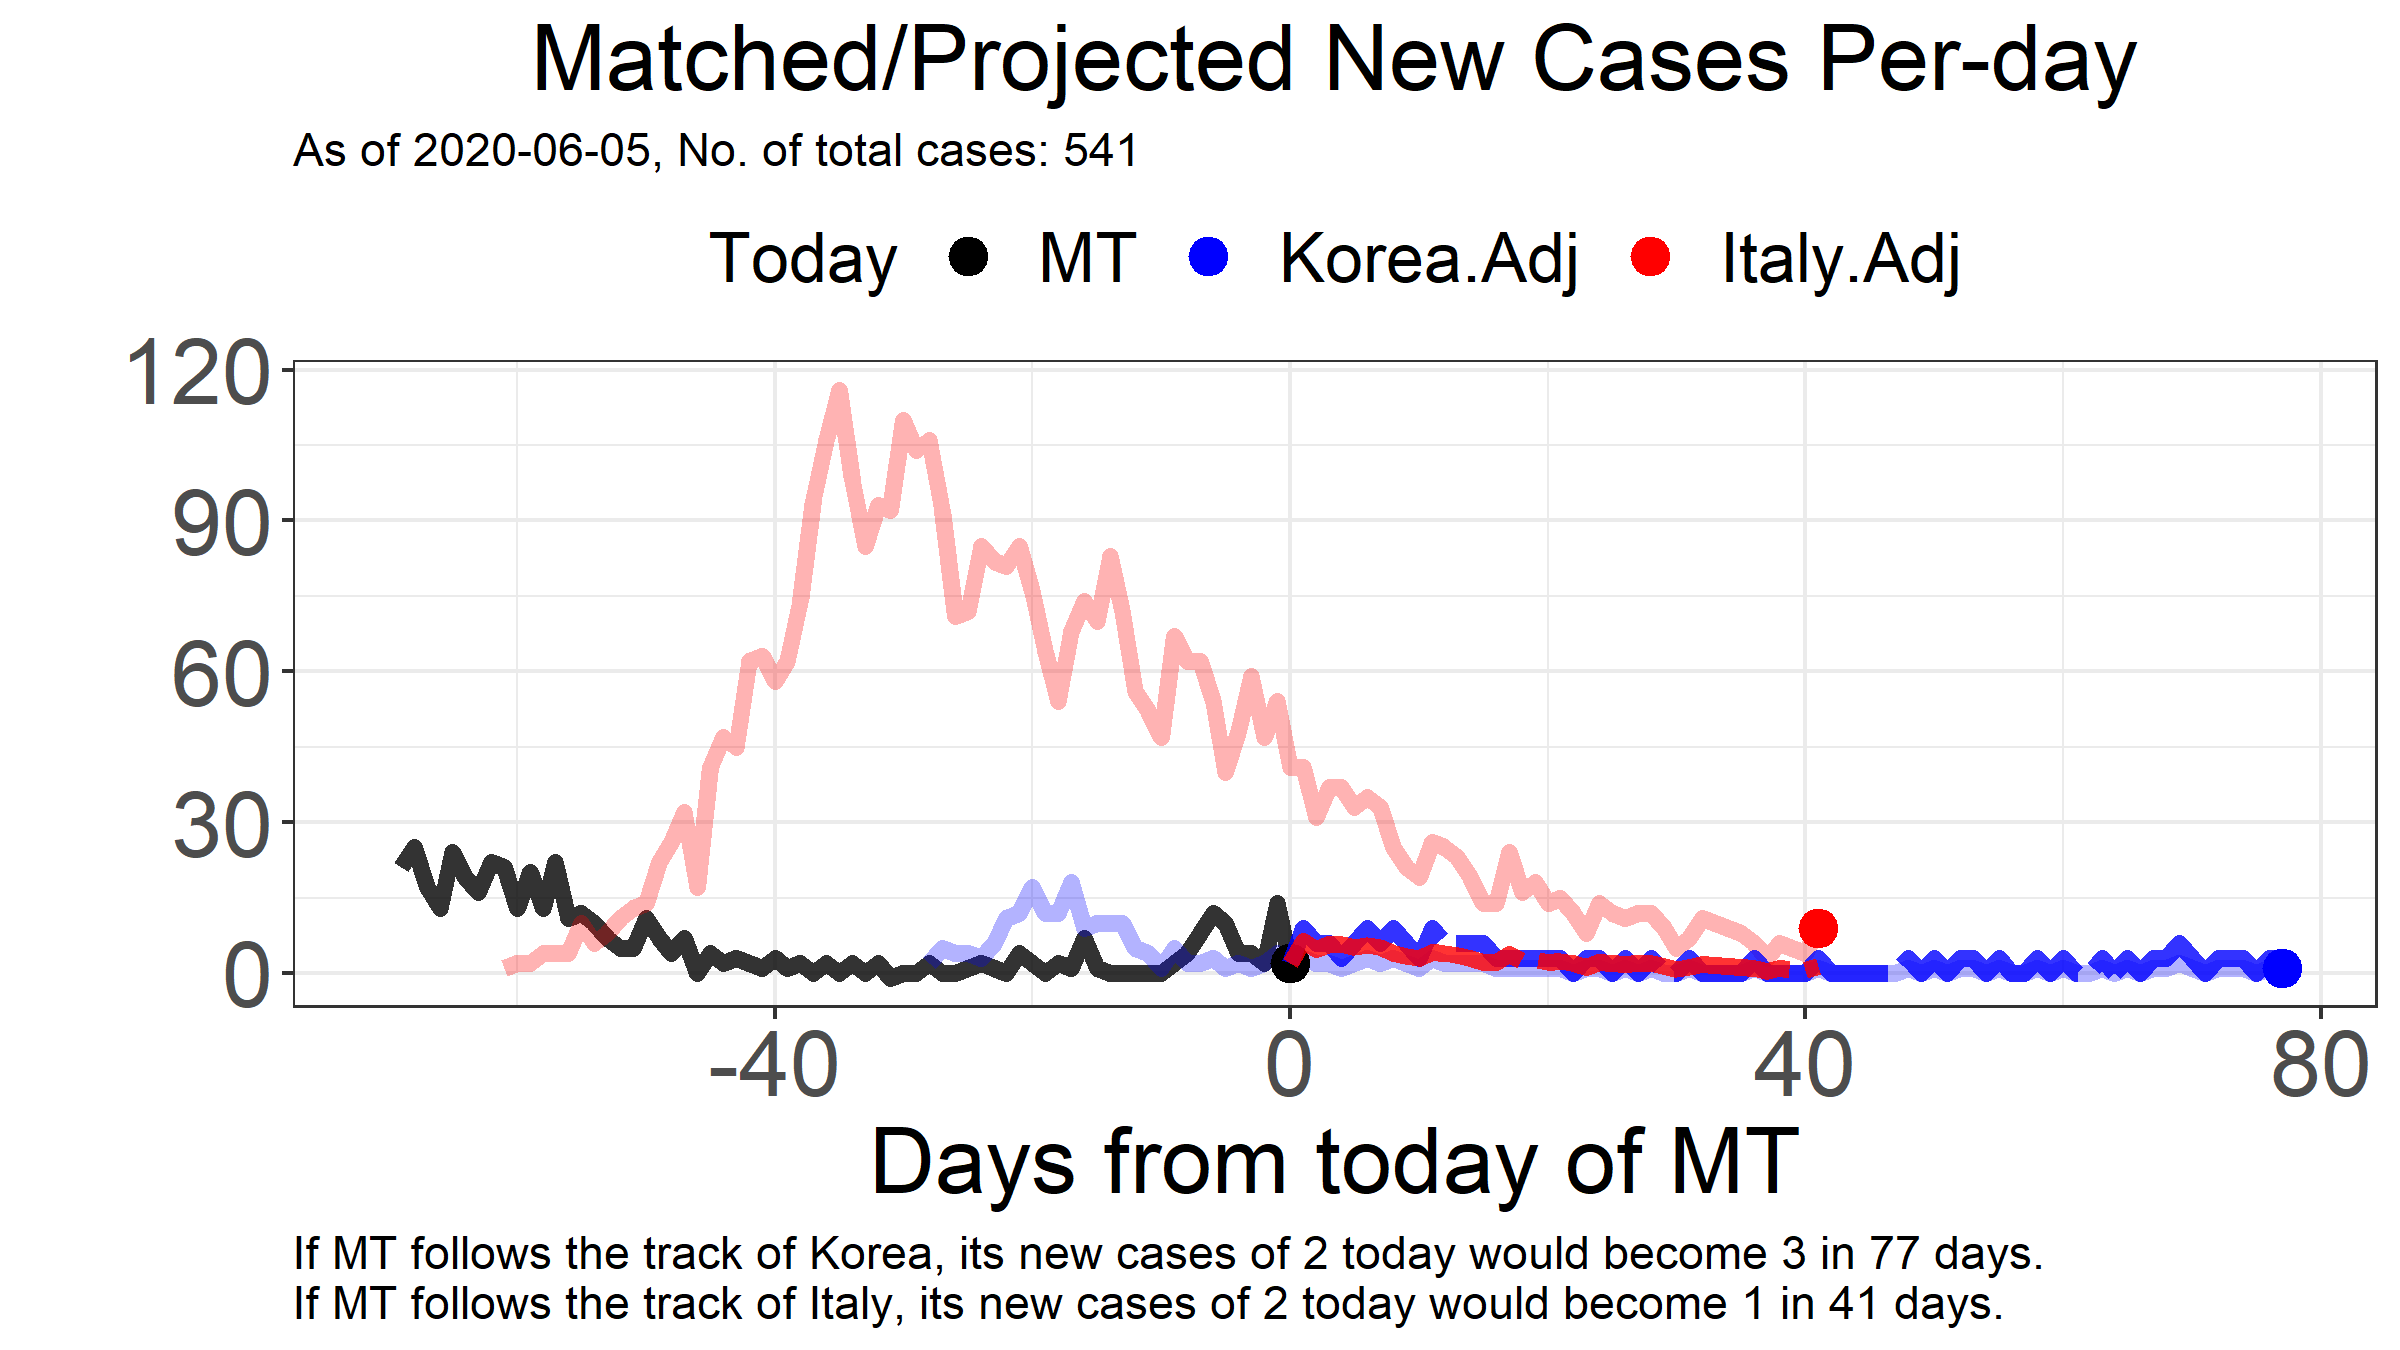 Matched/Projected New Cases Per-day
As of 2020-06-05, No. of total cases: 541
Today MT Korea.Adj Italy.Adj
120
90
60
30
0
-40 0 40 80
Days from today of MT
If MT follows the track of Korea, its new cases of 2 today would become 3 in 77 days.
If MT follows the track of Italy, its new cases of 2 today would become 1 in 41 days.